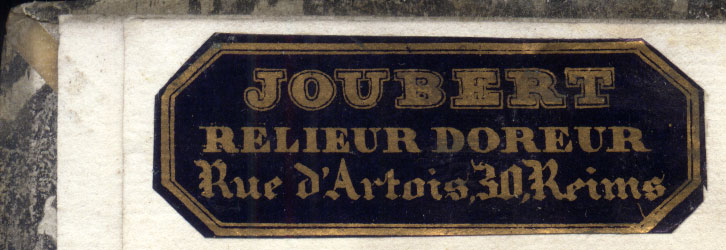 JOUBERT
RELIEUR DOREUR
Rue d'Artois, 30, Reims